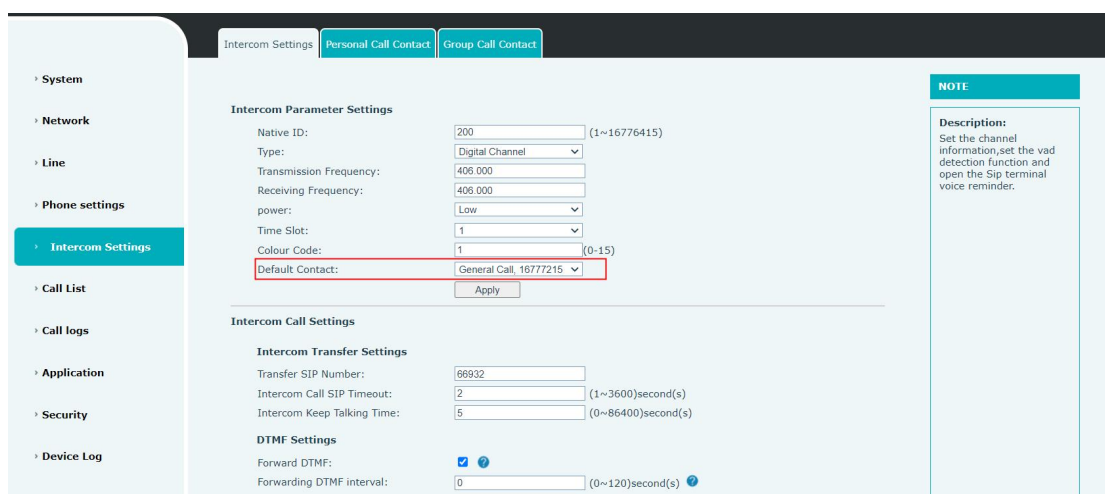 Intercom Settings Personal Call Contact Group Call Contact
System
Network
Line
Phone settings
Intercom Settings
Call List
Call logs
Application
Security
Device Log
Intercom Parameter Settings
Native ID: 200 (1~16776415)
Type: Digital Channel
Transmission Frequency: 406.000
Receiving Frequency: 406.000
power: Low
Time Slot: 1
Colour Code: 1 (0-15)
Default Contact: General Call, 16777215
Apply
Intercom Call Settings
Intercom Transfer Settings
Transfer SIP Number: 66932
Intercom Call SIP Timeout: 2 (1~3600)second(s)
Intercom Keep Talking Time: 5 (0~86400)second(s)
DTMF Settings
Forward DTMF: ?
Forwarding DTMF interval: 0 (0~120)second(s) ?
NOTE
Description:
Set the channel
information,set the vad
detection function and
open the Sip terminal
voice reminder.